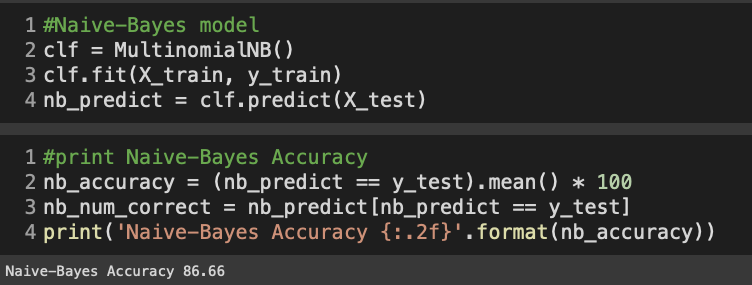 1 #Naive-Bayes model
2 clf = MultinomialNB()
3 clf.fit(X_train, y_train)
4 nb_predict = clf.predict(X_test)
1 #print Naive-Bayes Accuracy
2 nb_accuracy = (nb_predict == y_test).mean() * 100
3 nb_num_correct = nb_predict[nb_predict == y_test]
4 print('Naive-Bayes Accuracy {:.2f}'.format(nb_accuracy))
Naive-Bayes Accuracy 86.66